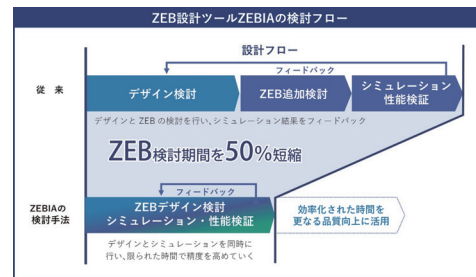 ZEB設計ツールZEBIAの検討フロー
設計フロー
フィードバック
従 来
デザイン検討
ZEB追加検討
シミュレーション
性能検証
デザインと ZEB の検討を行い、シミュレーション結果をフィードバック
ZEB検討期間を50%短縮
フィードバック
ZEBIAの
検討手法
ZEBデザイン検討
シミュレーション・性能検証
効率化された時間を
更なる品質向上に活用
デザインとシミュレーションを同時に
行い、限られた時間で精度を高めていく